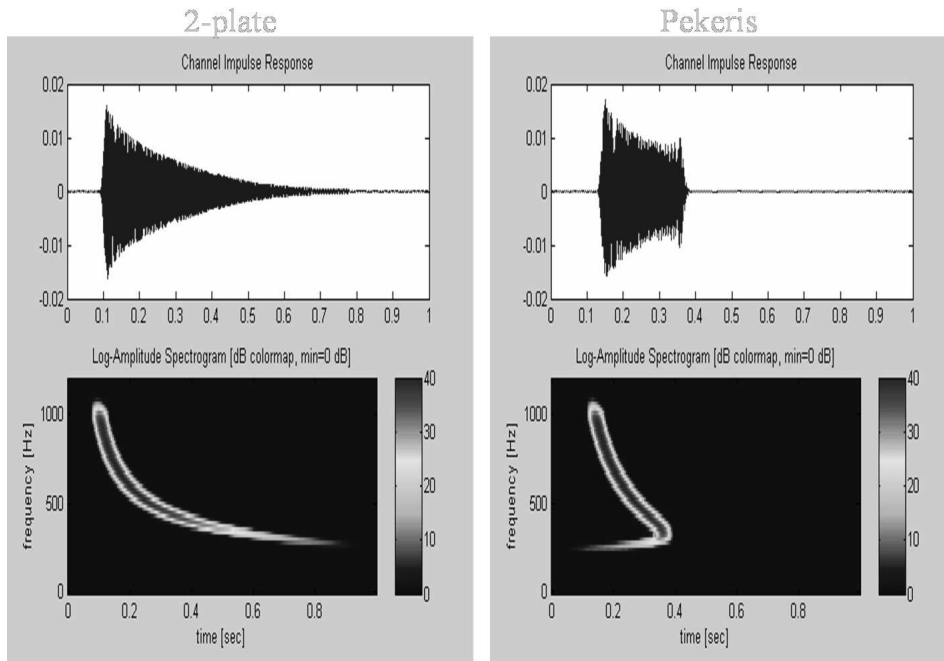 2-plate
Channel Impulse Response
0.02
0.01
0
-0.01
-0.02
0 0.1 0.2 0.3 0.4 0.5 0.6 0.7 0.8 0.9 1
Log-Amplitude Spectrogram [dB colormap, min=0 dB]
frequency [Hz]
1000
500
0
0 0.2 0.4 0.6 0.8
time [sec]
40
30
20
10
0
Pekeris
Channel Impulse Response
0.02
0.01
0
-0.01
-0.02
0 0.1 0.2 0.3 0.4 0.5 0.6 0.7 0.8 0.9 1
Log-Amplitude Spectrogram [dB colormap, min=0 dB]
frequency [Hz]
1000
500
0
0 0.2 0.4 0.6 0.8
time [sec]
40
30
20
10
0